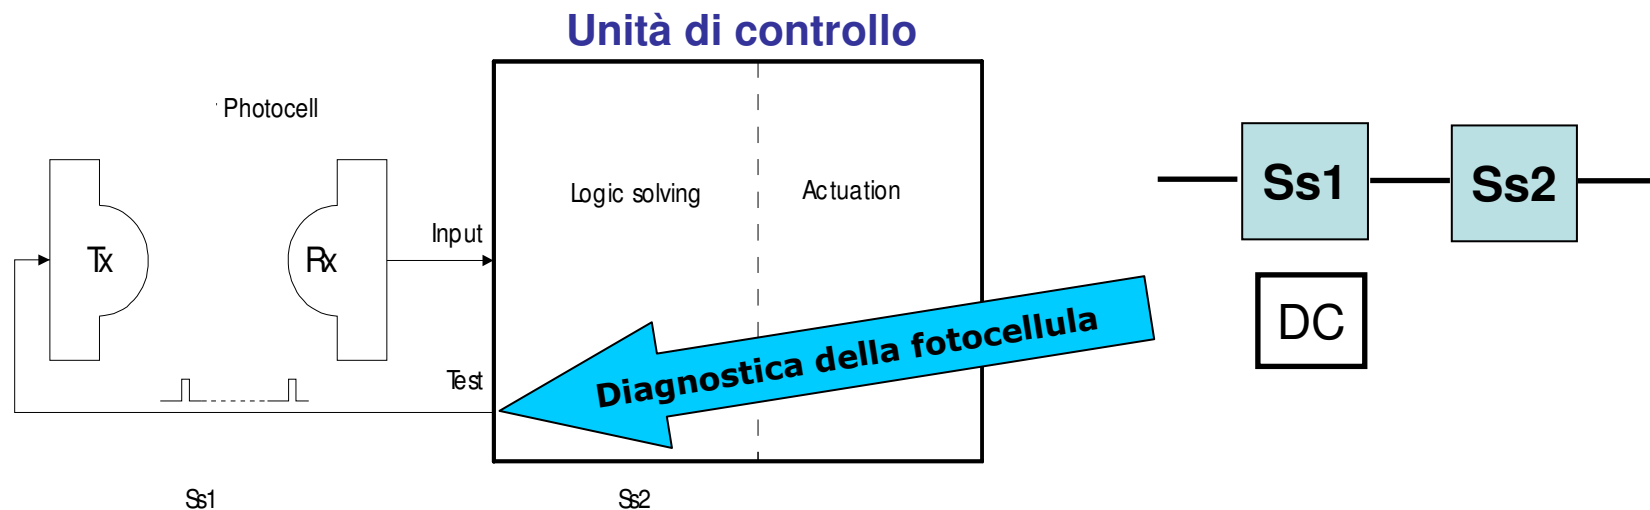 Unità di controllo
Photocell
Logic solving
Actuation
Input
Tx
Rx
Test
Diagnostica della fotocellula
Ss1
Ss2
Ss1
Ss2
DC